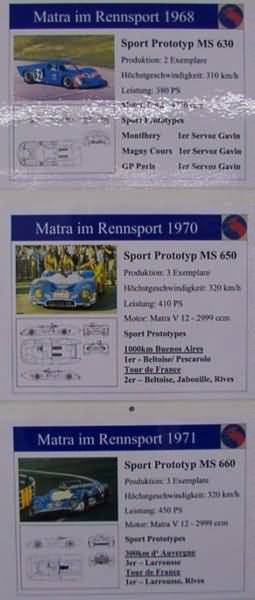 Matra im Rennsport 1968
Sport Prototyp MS 630
Produktion: 2 Exemplare
Höchstgeschwindigkeit: 310 km/h
Leistung: 380 PS
Sport Prototypes
Montlhery 1er Servoz Gavin
Magny Cours 1er Servoz Gavin
GP Paris 1er Servoz Gavin
Matra im Rennsport 1970
Sport Prototyp MS 650
Produktion: 3 Exemplare
Höchstgeschwindigkeit: 320 km/h
Leistung: 410 PS
Motor: Matra V 12 - 2999 ccm
Sport Prototypes
1000km Buenos Aires
1er – Beltoise/ Pescarolo
Tour de France
2er – Beltoise, Jabouille, Rives
Matra im Rennsport 1971
Sport Prototyp MS 660
Produktion: 3 Exemplare
Höchstgeschwindigkeit: 320 km/h
Leistung: 450 PS
Motor: Matra V 12 - 2999 ccm
Sport Prototypes
300km d' Auvergne
3er – Larrousse
Tour de France
1er – Larrousse, Rives